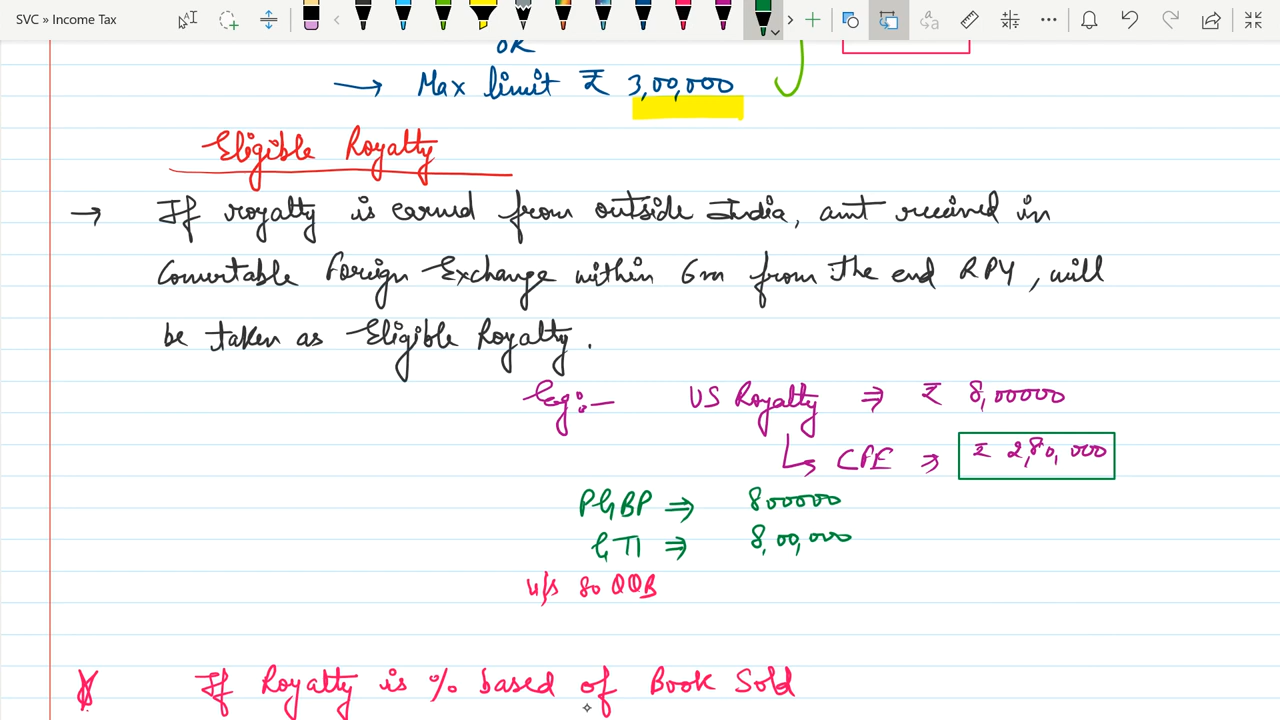 SVC » Income Tax
OR
→ Max limit ₹ 3,00,000
Eligible Royalty
→ If royalty is earned from outside India, amt received in
Convertable Foreign Exchange within 6m from the end RPY, will
be taken as Eligible Royalty.
Eg:- US Royalty ⇒ ₹ 8,00000
↳ CFE ⇒ ₹ 2,80,000
PGBP ⇒ 800000
GTI ⇒ 8,00,000
u/s 80 QQB
If Royalty is % based of Book Sold